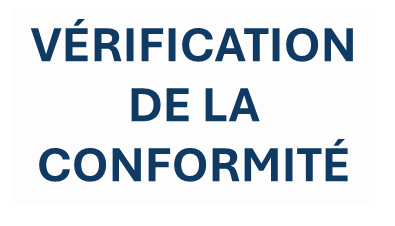 VÉRIFICATION
DE LA
CONFORMITÉ